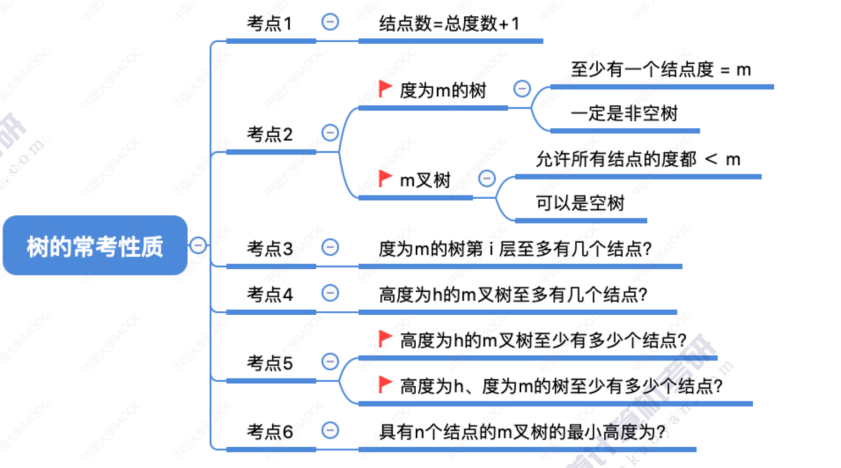 考点1
结点数=总度数+1
考点2
度为m的树
至少有一个结点度 = m
一定是非空树
m叉树
允许所有结点的度都 < m
可以是空树
树的常考性质
考点3
度为m的树第 i 层至多有几个结点?
考点4
高度为h的m叉树至多有几个结点?
考点5
高度为h的m叉树至少有多少个结点?
高度为h、度为m的树至少有多少个结点?
考点6
具有n个结点的m叉树的最小高度为?